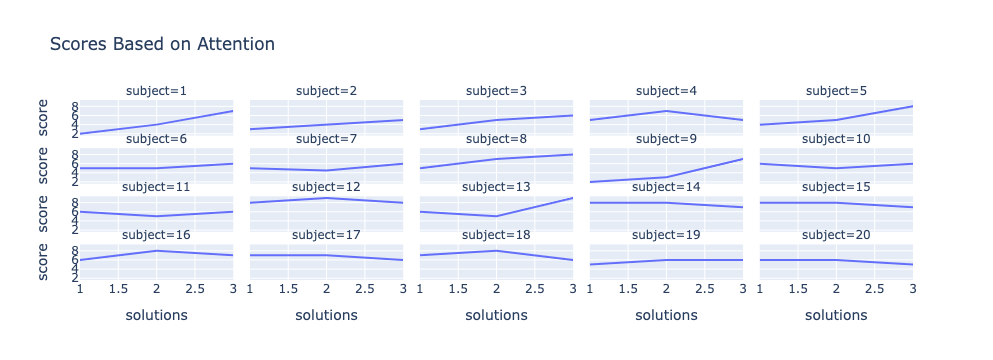 Scores Based on Attention
subject=1 subject=2 subject=3 subject=4 subject=5
score 8 6 4 2
subject=6 subject=7 subject=8 subject=9 subject=10
score 8 6 4 2
subject=11 subject=12 subject=13 subject=14 subject=15
score 8 6 4 2
subject=16 subject=17 subject=18 subject=19 subject=20
score 8 6 4 2
1 1.5 2 2.5 3 1 1.5 2 2.5 3 1 1.5 2 2.5 3 1 1.5 2 2.5 3 1 1.5 2 2.5 3
solutions solutions solutions solutions solutions